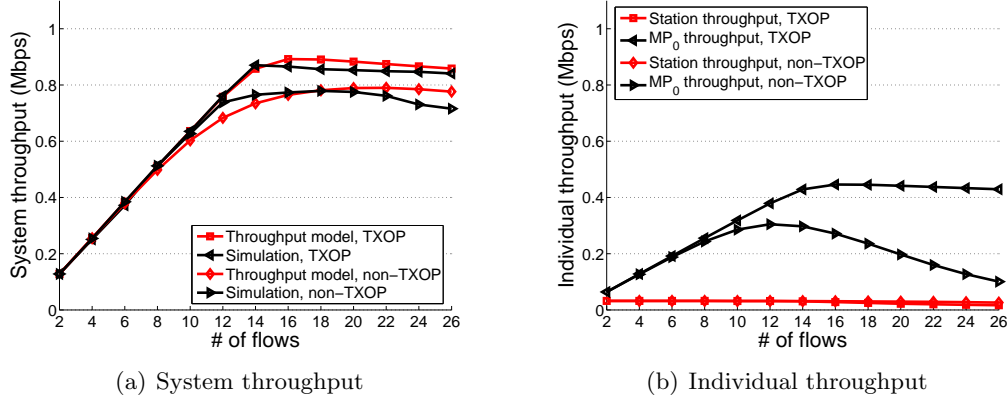 1
0.8
0.6
0.4
0.2
0
System throughput (Mbps)
2 4 6 8 10 12 14 16 18 20 22 24 26
# of flows
Throughput model, TXOP
Simulation, TXOP
Throughput model, non−TXOP
Simulation, non−TXOP
(a) System throughput
1
0.8
0.6
0.4
0.2
0
Individual throughput (Mbps)
2 4 6 8 10 12 14 16 18 20 22 24 26
# of flows
Station throughput, TXOP
MP0 throughput, TXOP
Station throughput, non−TXOP
MP0 throughput, non−TXOP
(b) Individual throughput